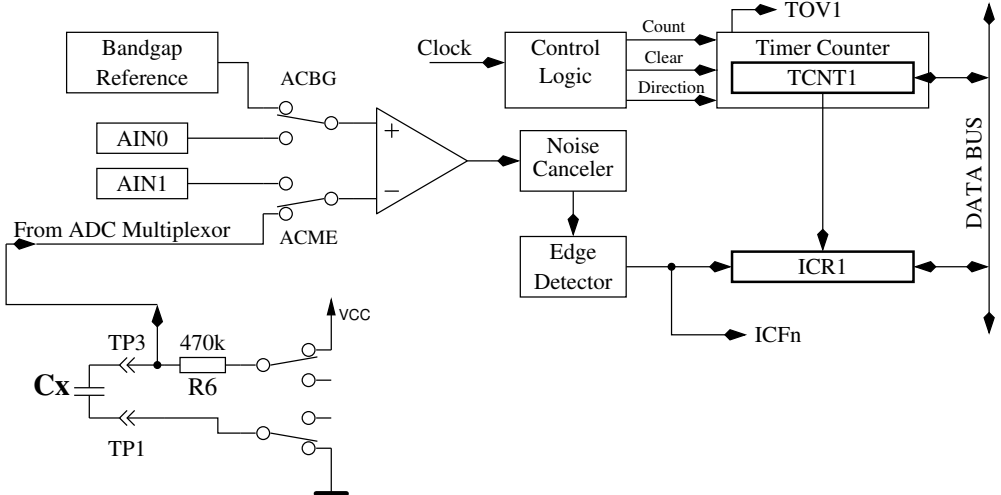 TOV1
Bandgap
Reference
ACBG
Clock
Control
Logic
Count
Clear
Direction
Timer Counter
TCNT1
AIN0
+
Noise
Canceler
DATA BUS
AIN1
−
From ADC Multiplexor
ACME
Edge
Detector
ICR1
VCC
ICFn
TP3
470k
R6
Cx
TP1